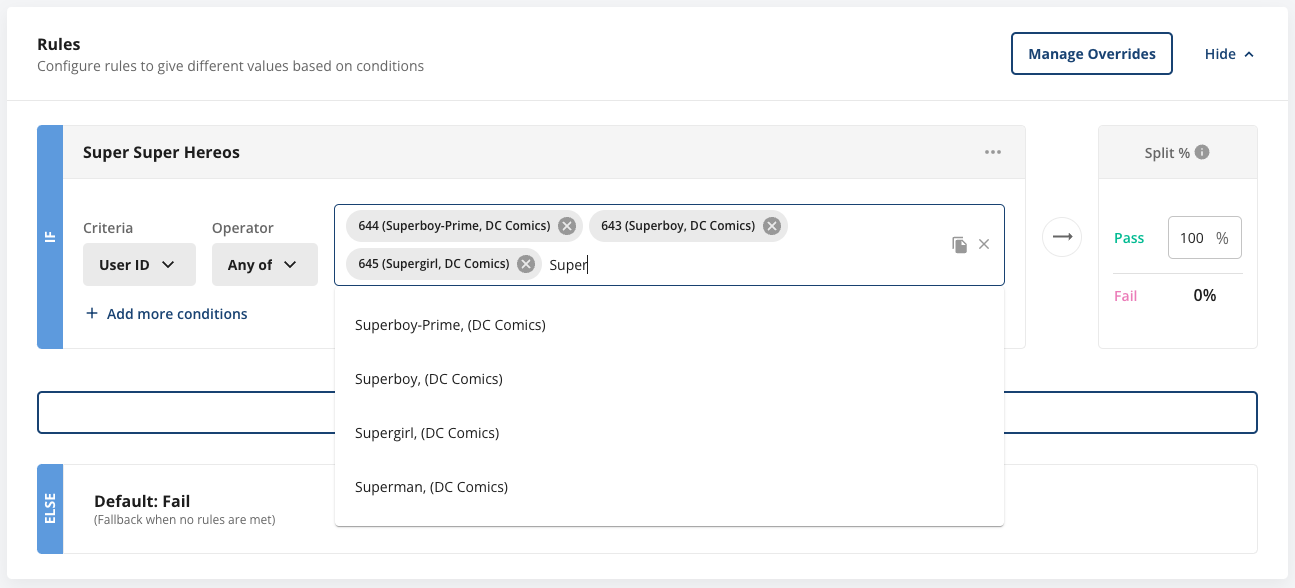 Rules
Configure rules to give different values based on conditions
Manage Overrides
Hide
IF
Super Super Hereos
Split %
Criteria
User ID
Operator
Any of
644 (Superboy-Prime, DC Comics)
643 (Superboy, DC Comics)
645 (Supergirl, DC Comics)
Super
+ Add more conditions
Pass
100 %
Fail
0%
Superboy-Prime, (DC Comics)
Superboy, (DC Comics)
Supergirl, (DC Comics)
Superman, (DC Comics)
ELSE
Default: Fail
(Fallback when no rules are met)